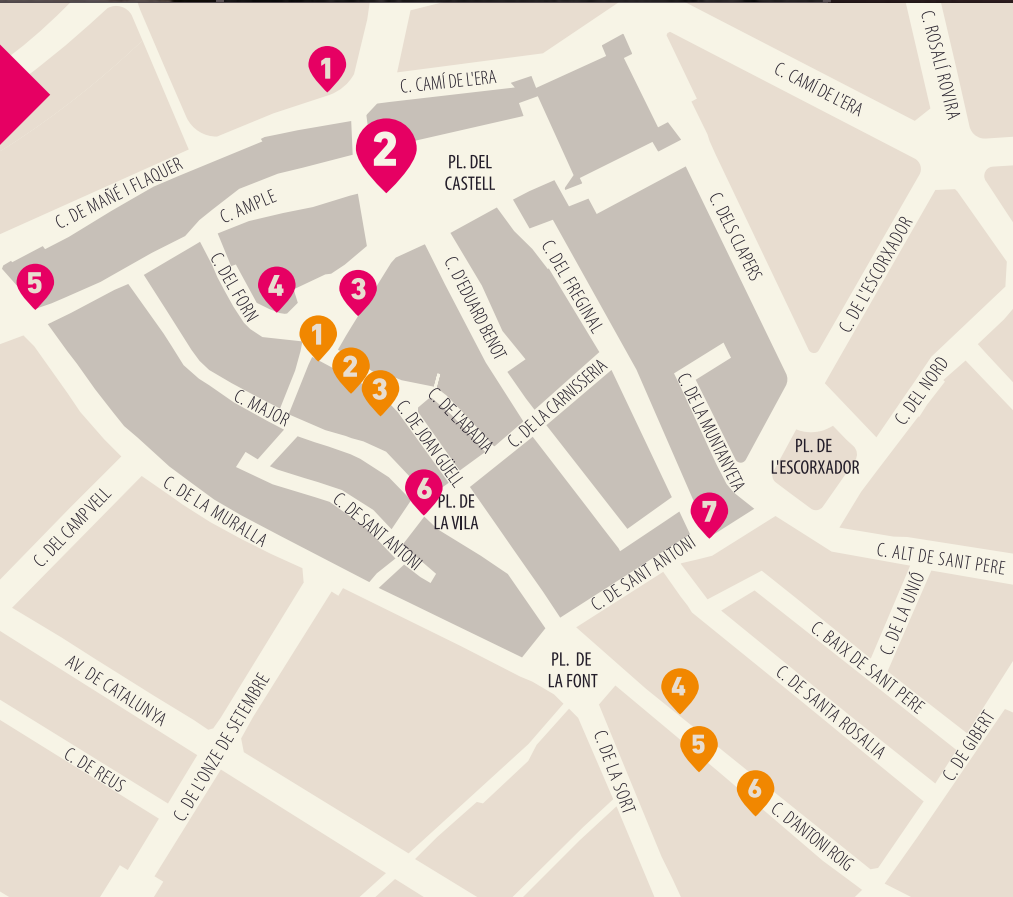 C. ROSALÍ ROVIRA
1
C. CAMÍ DE L'ERA
C. CAMÍ DE L'ERA
2
PL. DEL
CASTELL
C. DE MAÑÉ I FLAQUER
C. AMPLE
C. DELS CLAPERS
C. DE L'ESCORXADOR
5
C. DEL FORN
4
3
C. D'EDUARD BENOT
C. DEL FREGINAL
1
2
3
C. DEL NORD
C. MAJOR
C. DE JOAN GÜELL
C. DE LABADIA
C. DE LA CARNISSERIA
C. DE LA MUNTANYETA
PL. DE
L'ESCORXADOR
6
PL. DE
LA VILA
7
C. DEL CAMP VELL
C. DE LA MURALLA
C. DE SANT ANTONI
C. DE SANT ANTONI
C. ALT DE SANT PERE
C. DE LA UNIÓ
C. BAIX DE SANT PERE
PL. DE
LA FONT
AV. DE CATALUNYA
4
C. DE SANTA ROSALIA
5
C. DE GIBERT
C. DE REUS
C. DE L'ONZE DE SETEMBRE
C. DE LA SORT
6
C. D'ANTONI ROIG